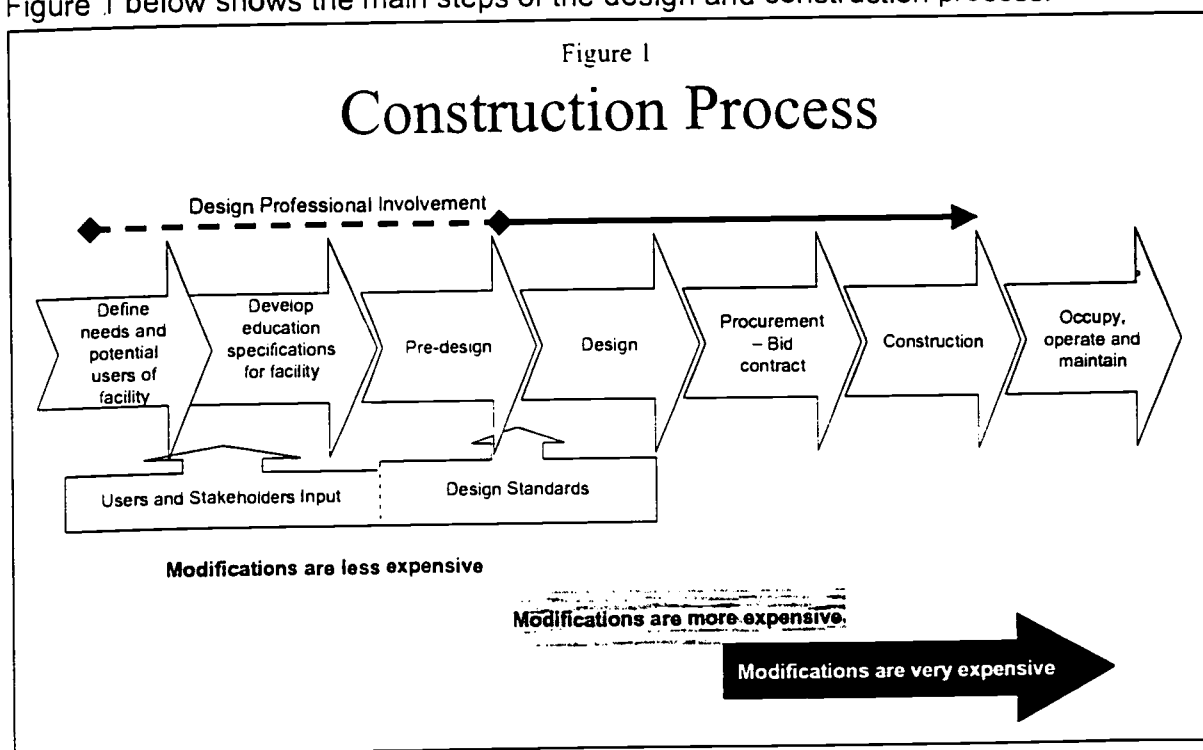 Figure 1 below shows the main steps of the design and construction process.
Figure 1
Construction Process
Design Professional Involvement
Define
needs and
potential
users of
facility
Develop
education
specifications
for facility
Pre-design
Design
Procurement
– Bid
contract
Construction
Occupy,
operate and
maintain
Users and Stakeholders Input
Design Standards
Modifications are less expensive
Modifications are more expensive.
Modifications are very expensive